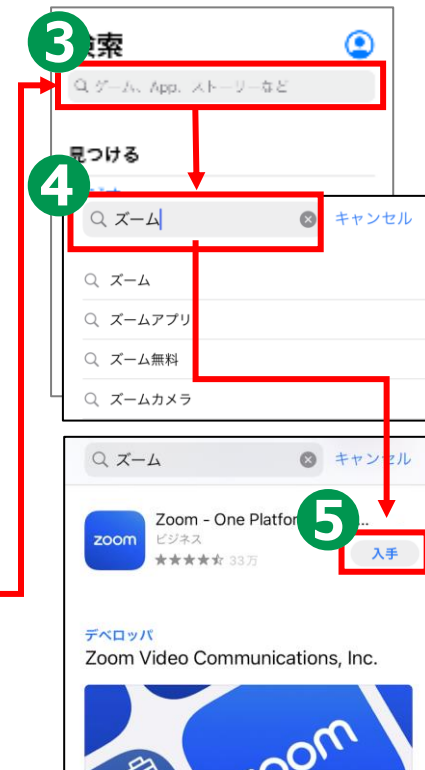 3
検索
ゲーム、App、ストーリーなど
見つける
4
ズーム
キャンセル
ズーム
ズームアプリ
ズーム無料
ズームカメラ
ズーム
キャンセル
5
zoom
Zoom - One Platfor
ビジネス
33万
入手
デベロッパ
Zoom Video Communications, Inc.
zoom